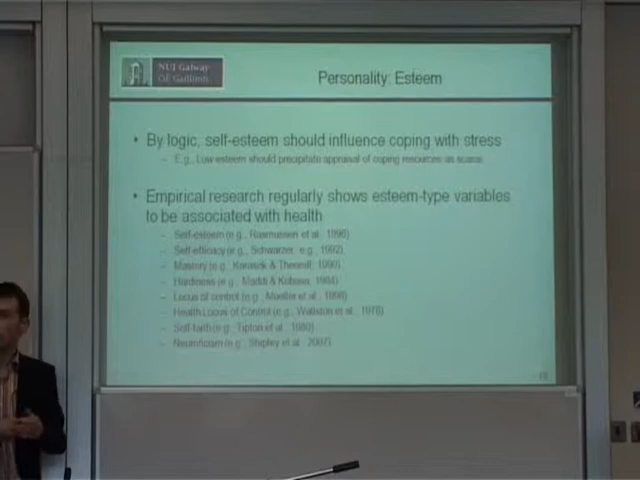 NUI Galway
OÉ Gaillimh
Personality: Esteem
• By logic, self-esteem should influence coping with stress
– E.g., Low esteem should precipitate appraisal of coping resources as scarce
• Empirical research regularly shows esteem-type variables
to be associated with health
– Self-esteem (e.g., Rasmussen et al., 1996)
– Self-efficacy (e.g., Schwarzer, e.g., 1992)
– Mastery (e.g., Karasek & Theorell, 1990)
– Hardiness (e.g., Maddi & Kobasa, 1984)
– Locus of control (e.g., et al.,
– Health Locus of Control (e.g., Wallston et al., 1978)
– Self-faith (e.g., Tipton et al., 1980)
– Neuroticism (e.g., Shipley et al., 2007)